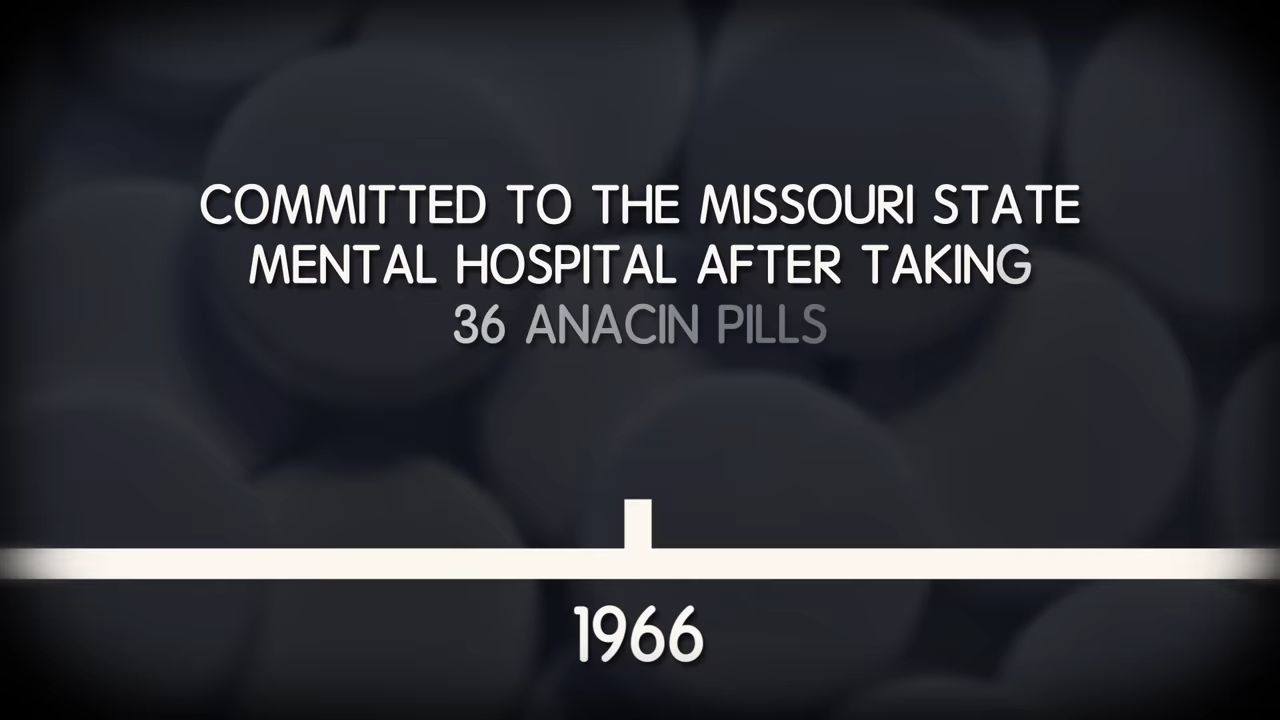 COMMITTED TO THE MISSOURI STATE
MENTAL HOSPITAL AFTER TAKING
36 ANACIN PILLS
1966